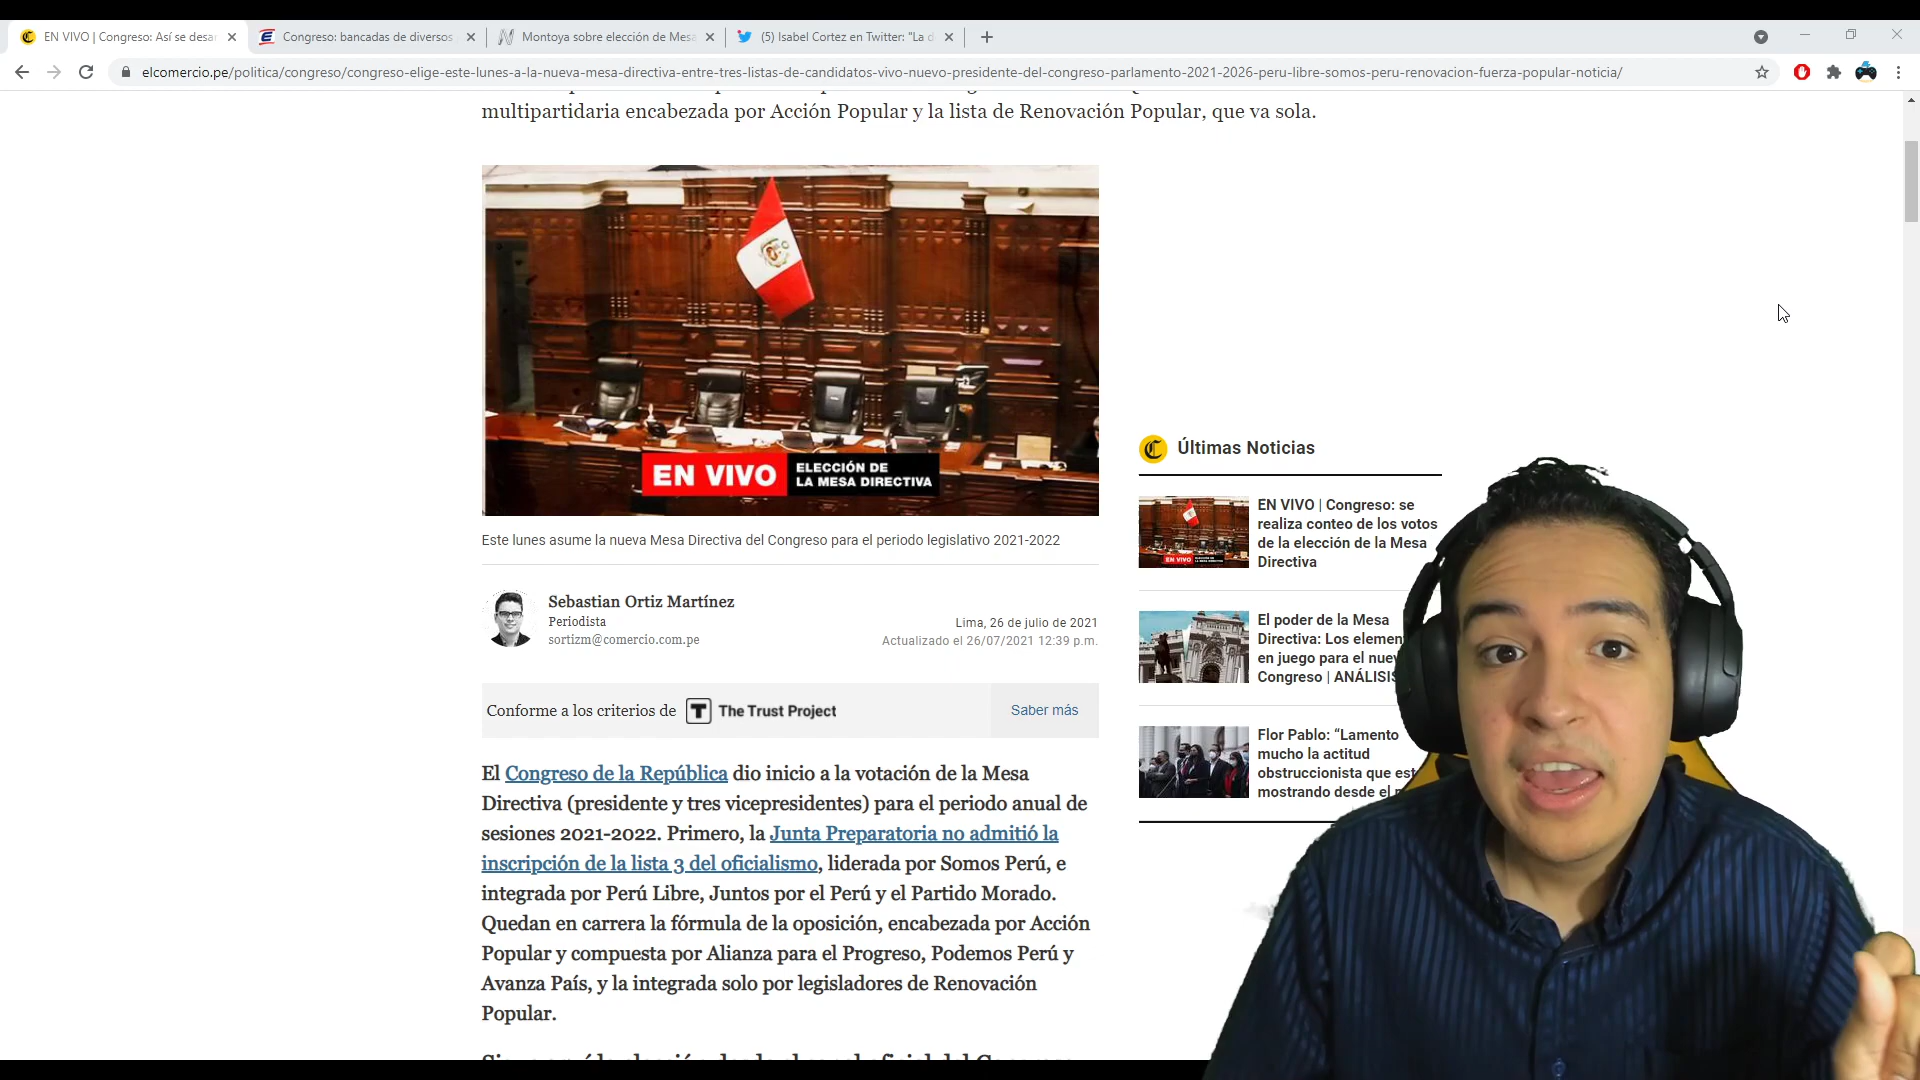 EN VIVO | Congreso: Así se desar
Congreso: bancadas de diversos
Montoya sobre elección de Mesa
(5) Isabel Cortez en Twitter: "La d
elcomercio.pe/politica/congreso/congreso-elige-este-lunes-a-la-nueva-mesa-directiva-entre-tres-listas-de-candidatos-vivo-nuevo-presidente-del-congreso-parlamento-2021-2026-peru-libre-somos-peru-renovacion-fuerza-popular-noticia/
multipartidaria encabezada por Acción Popular y la lista de Renovación Popular, que va sola.
EN VIVO
ELECCIÓN DE
LA MESA DIRECTIVA
Este lunes asume la nueva Mesa Directiva del Congreso para el periodo legislativo 2021-2022
Sebastian Ortiz Martínez
Periodista
sortizm@comercio.com.pe
Lima, 26 de julio de 2021
Actualizado el 26/07/2021 12:39 p.m.
Conforme a los criterios de T The Trust Project
Saber más
El Congreso de la República dio inicio a la votación de la Mesa
Directiva (presidente y tres vicepresidentes) para el periodo anual de
sesiones 2021-2022. Primero, la Junta Preparatoria no admitió la
inscripción de la lista 3 del oficialismo, liderada por Somos Perú, e
integrada por Perú Libre, Juntos por el Perú y el Partido Morado.
Quedan en carrera la fórmula de la oposición, encabezada por Acción
Popular y compuesta por Alianza para el Progreso, Podemos Perú y
Avanza País, y la integrada solo por legisladores de Renovación
Popular.
Últimas Noticias
EN VIVO | Congreso: se
realiza conteo de los votos
de la elección de la Mesa
Directiva
El poder de la Mesa
Directiva: Los elemen
en juego para el nue
Congreso | ANÁLISIS
Flor Pablo: “Lamento
mucho la actitud
obstruccionista que est
mostrando desde el